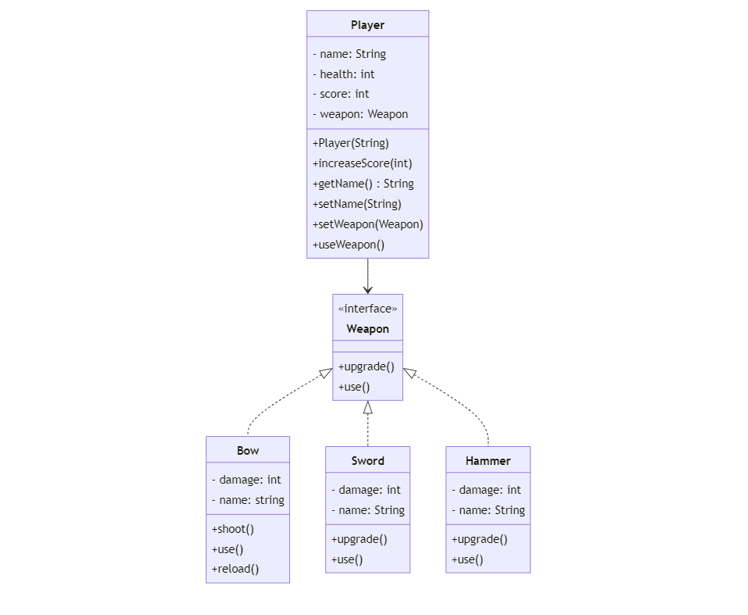 Player
- name: String
- health: int
- score: int
- weapon: Weapon
+Player(String)
+increaseScore(int)
+getName() : String
+setName(String)
+setWeapon(Weapon)
+useWeapon()
«interface»
Weapon
+upgrade()
+use()
Bow
- damage: int
- name: string
+shoot()
+use()
+reload()
Sword
- damage: int
- name: String
+upgrade()
+use()
Hammer
- damage: int
- name: String
+upgrade()
+use()